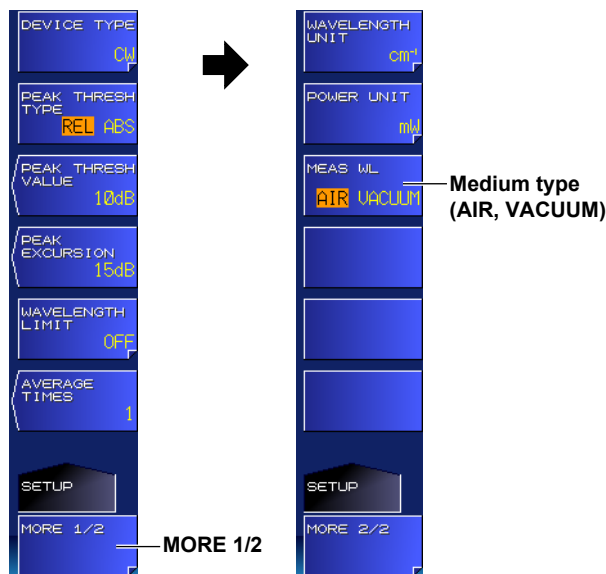 DEVICE TYPE
CW
PEAK THRESH
TYPE
REL ABS
PEAK THRESH
VALUE
10dB
PEAK
EXCURSION
15dB
WAVELENGTH
LIMIT
OFF
AVERAGE
TIMES
1
SETUP
MORE 1/2
MORE 1/2
WAVELENGTH
UNIT
cm⁻¹
POWER UNIT
mW
MEAS WL
AIR VACUUM
Medium type
(AIR, VACUUM)
SETUP
MORE 2/2